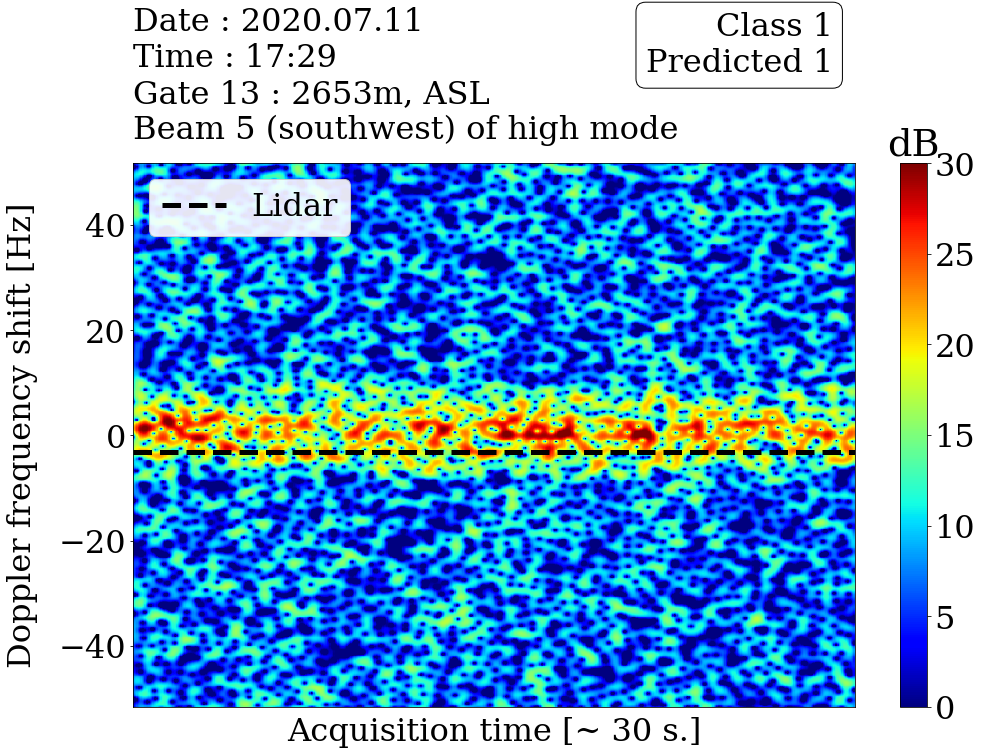 Date : 2020.07.11
Time : 17:29
Gate 13 : 2653m, ASL
Beam 5 (southwest) of high mode
Class 1
Predicted 1
dB
Lidar
Doppler frequency shift [Hz]
40
20
0
−20
−40
30
25
20
15
10
5
0
Acquisition time [~ 30 s.]